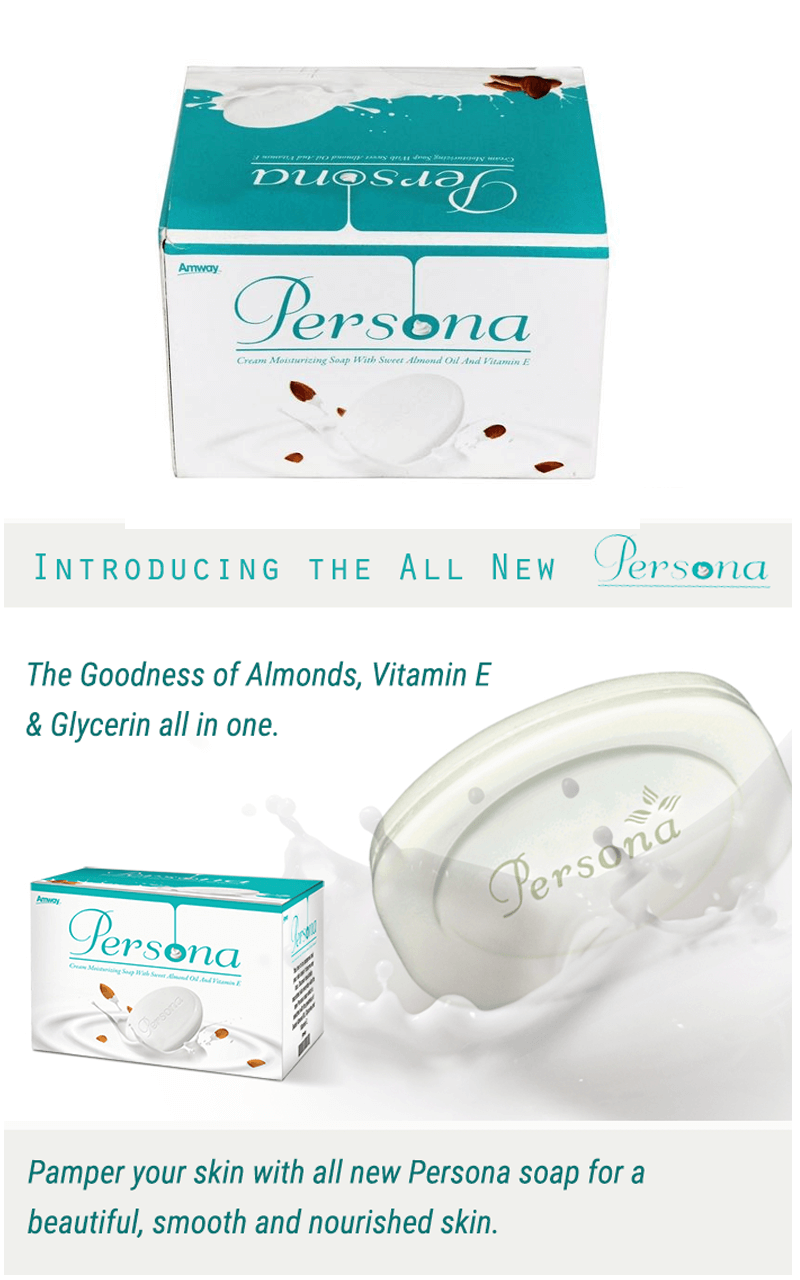 Cream Moisturizing Soap With Sweet Almond Oil And Vitamin E
Persona
Amway
Persona
Cream Moisturizing Soap With Sweet Almond Oil And Vitamin E
Introducing the All New Persona
The Goodness of Almonds, Vitamin E
& Glycerin all in one.
Persona
Persona
Amway
Persona
Persona
Cream Moisturizing Soap With Sweet Almond Oil And Vitamin E
Persona
Pamper your skin with all new Persona soap for a
beautiful, smooth and nourished skin.